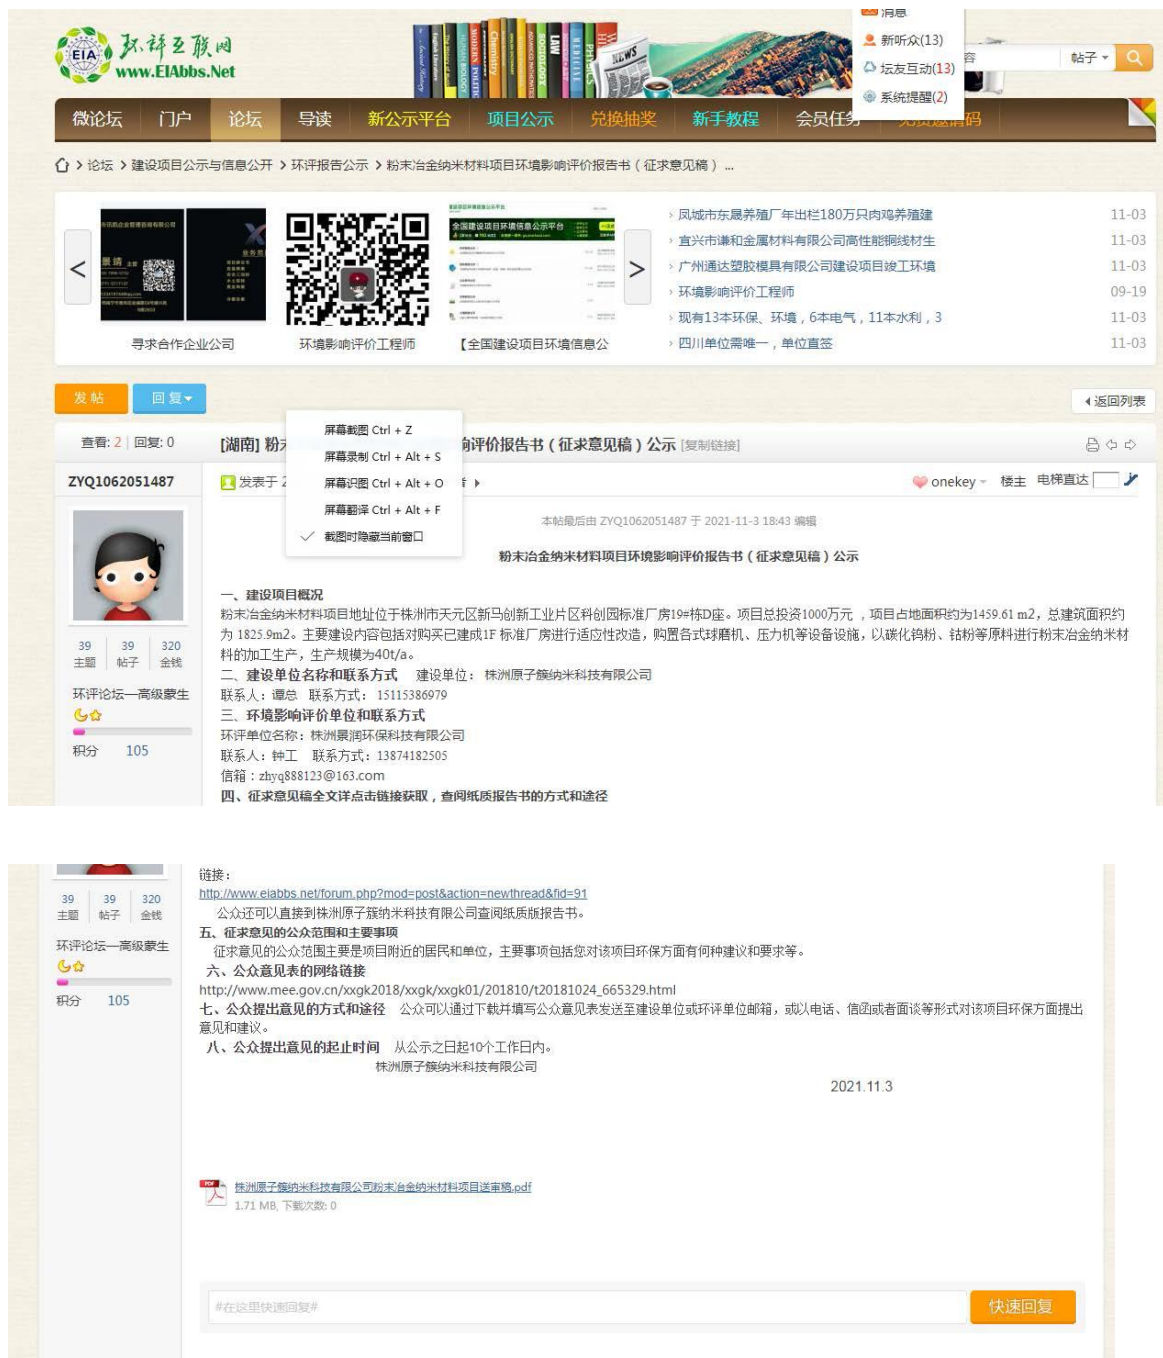 消息
新听众(13)
坛友互动(13)
系统提醒(2)
EIA 环评互联网
www.EIAbbs.Net
NEWS
容
帖子
微论坛 门户 论坛 导读 新公示平台 项目公示 兑换抽奖 新手教程 会员任务 免费邀请码
论坛 > 建设项目公示与信息公开 > 环评报告公示 > 粉末冶金纳米材料项目环境影响评价报告书（征求意见稿）...
全国建设项目环境信息公示平台
景靖
寻求合作企业公司
环境影响评价工程师
【全国建设项目环境信息公
凤城市东晟养殖厂年出栏180万只肉鸡养殖建 11-03
宜兴市谦和金属材料有限公司高性能铜线材生 11-03
广州通达塑胶模具有限公司建设项目竣工环境 11-03
环境影响评价工程师 09-19
现有13本环保、环境，6本电气，11本水利，3 11-03
四川单位需唯一，单位直签 11-03
发帖 回复
返回列表
查看: 2 | 回复: 0
[湖南] 粉末
响评价报告书（征求意见稿）公示 [复制链接]
屏幕截图 Ctrl + Z
屏幕录制 Ctrl + Alt + S
屏幕识图 Ctrl + Alt + O
屏幕翻译 Ctrl + Alt + F
截图时隐藏当前窗口
ZYQ1062051487
发表于 2
onekey 楼主 电梯直达
本帖最后由 ZYQ1062051487 于 2021-11-3 18:43 编辑
粉末冶金纳米材料项目环境影响评价报告书（征求意见稿）公示
39 39 320
主题 帖子 金钱
环评论坛—高级蒙生
积分 105
一、建设项目概况
粉末冶金纳米材料项目地址位于株洲市天元区新马创新工业片区科创园标准厂房19#栋D座。项目总投资1000万元 ，项目占地面积约为1459.61 m2，总建筑面积约
为 1825.9m2。主要建设内容包括对购买已建成1F 标准厂房进行适应性改造，购置各式球磨机、压力机等设备设施，以碳化钨粉、钴粉等原料进行粉末冶金纳米材
料的加工生产，生产规模为40t/a。
二、建设单位名称和联系方式 建设单位： 株洲原子簇纳米科技有限公司
联系人：谭总 联系方式： 15115386979
三、环境影响评价单位和联系方式
环评单位名称：株洲景润环保科技有限公司
联系人：钟工 联系方式：13874182505
信箱：zhyq888123@163.com
四、征求意见稿全文详点击链接获取，查阅纸质报告书的方式和途径
39 39 320
主题 帖子 金钱
环评论坛—高级蒙生
积分 105
链接：
http://www.eiabbs.net/forum.php?mod=post&action=newthread&fid=91
公众还可以直接到株洲原子簇纳米科技有限公司查阅纸质版报告书。
五、征求意见的公众范围和主要事项
征求意见的公众范围主要是项目附近的居民和单位，主要事项包括您对该项目环保方面有何种建议和要求等。
六、公众意见表的网络链接
http://www.mee.gov.cn/xxgk2018/xxgk/xxgk01/201810/t20181024_665329.html
七、公众提出意见的方式和途径 公众可以通过下载并填写公众意见表发送至建设单位或环评单位邮箱，或以电话、信函或者面谈等形式对该项目环保方面提出
意见和建议。
八、公众提出意见的起止时间 从公示之日起10个工作日内。
株洲原子簇纳米科技有限公司
2021.11.3
株洲原子簇纳米科技有限公司粉末冶金纳米材料项目送审稿.pdf
1.71 MB, 下载次数: 0
#在这里快速回复#
快速回复